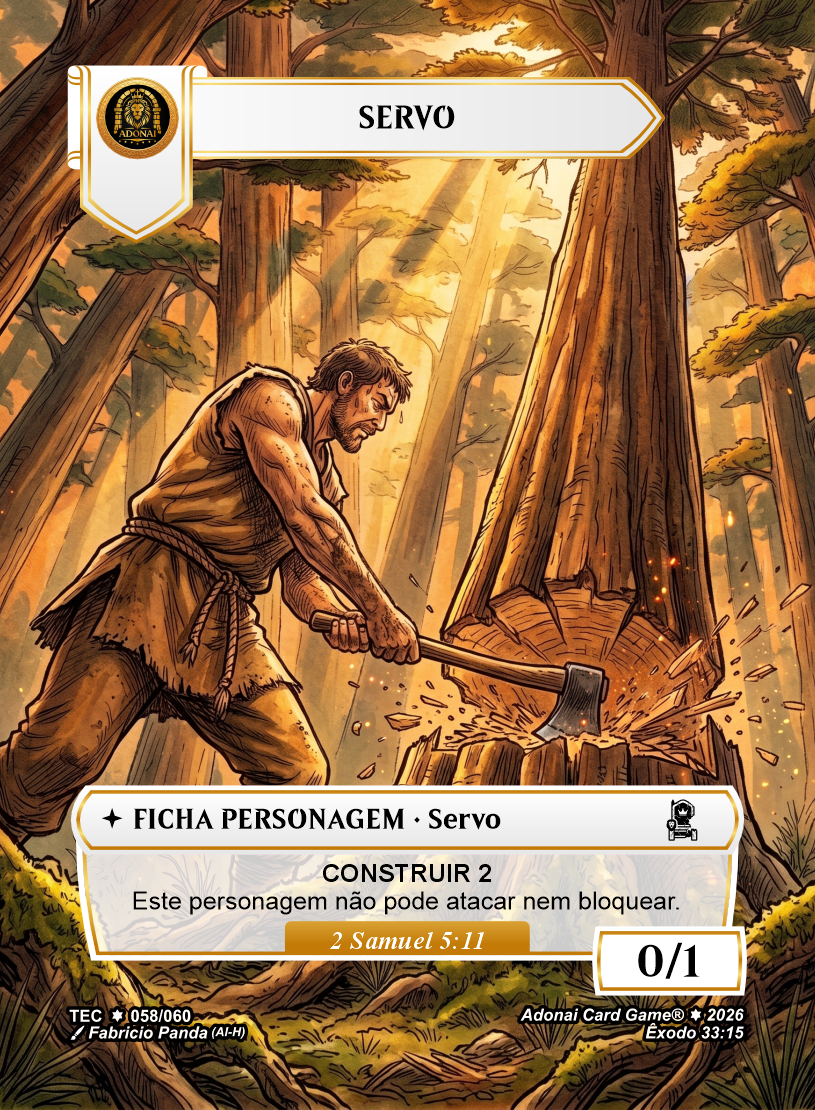 ADONAI
SERVO
FICHA PERSONAGEM · Servo
CONSTRUIR 2
Este personagem não pode atacar nem bloquear.
2 Samuel 5:11
0/1
TEC ✸ 058/060
Fabricio Panda (AI-H)
Adonai Card Game® ✸ 2026
Êxodo 33:15